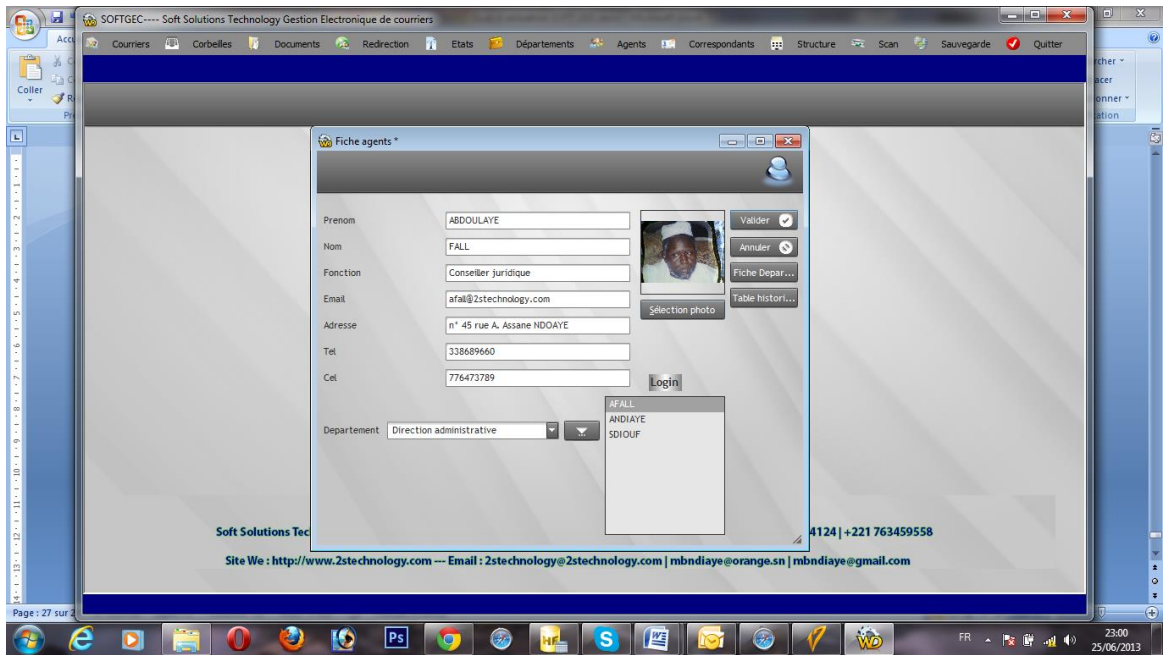 SOFTGEC---- Soft Solutions Technology Gestion Electronique de courriers
Courriers Corbeilles Documents Redirection Etats Départements Agents Correspondants Structure Scan Sauvegarde Quitter
Coller
Fiche agents *
Prenom ABDOULAYE Valider
Nom FALL Annuler
Fonction Conseiller juridique Fiche Depar...
Email afall@2stechnology.com Table histori...
Sélection photo
Adresse n° 45 rue A. Assane NDOAYE
Tel 338689660
Cel 776473789
Login
AFALL
ANDIAYE
SDIOUF
Departement Direction administrative
Soft Solutions Tec 4124 | +221 763459558
Site We : http://www.2stechnology.com --- Email : 2stechnology@2stechnology.com | mbndiaye@orange.sn | mbndiaye@gmail.com
Page : 27 sur 2
Ps HF WD FR 23:00
25/06/2013